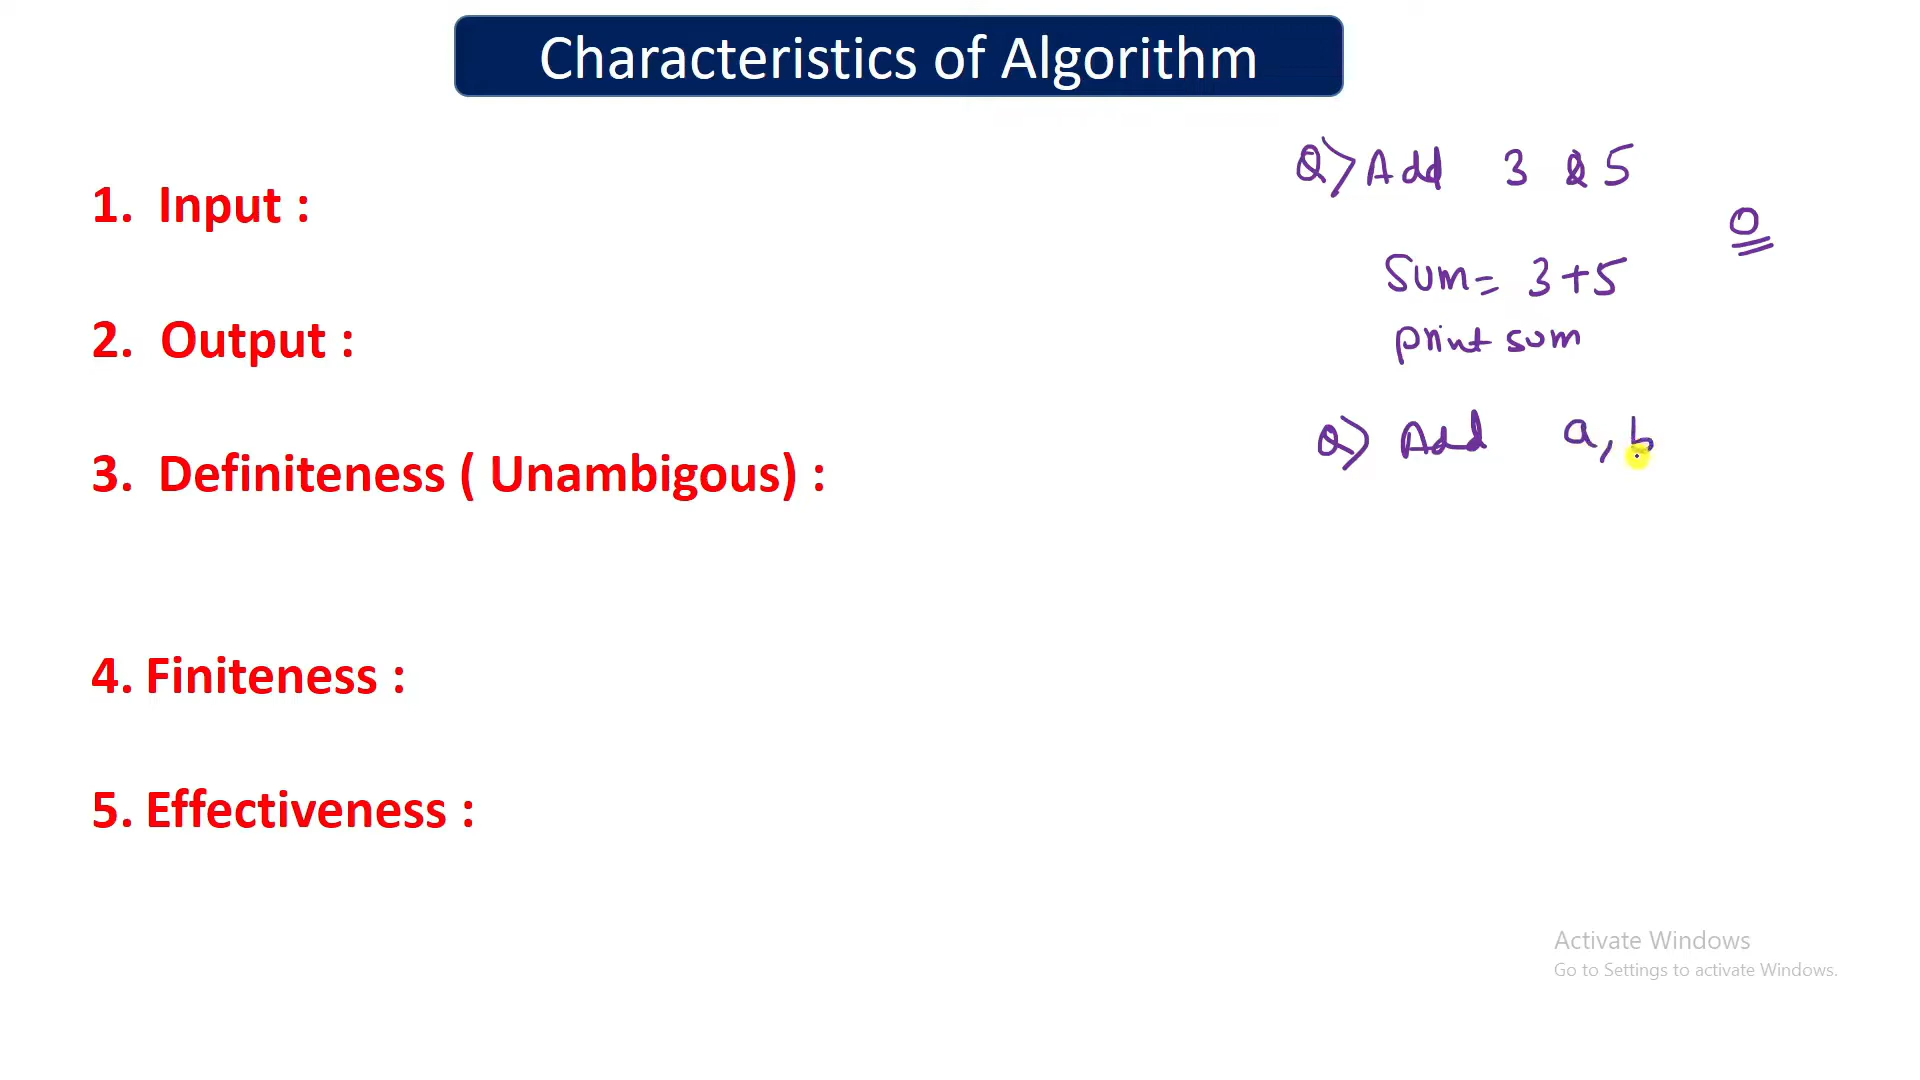 Characteristics of Algorithm
1. Input :
2. Output :
3. Definiteness ( Unambigous) :
4. Finiteness :
5. Effectiveness :
Q) Add 3 & 5
0
Sum = 3+5
print sum
Q) Add a, b
Activate Windows
Go to Settings to activate Windows.